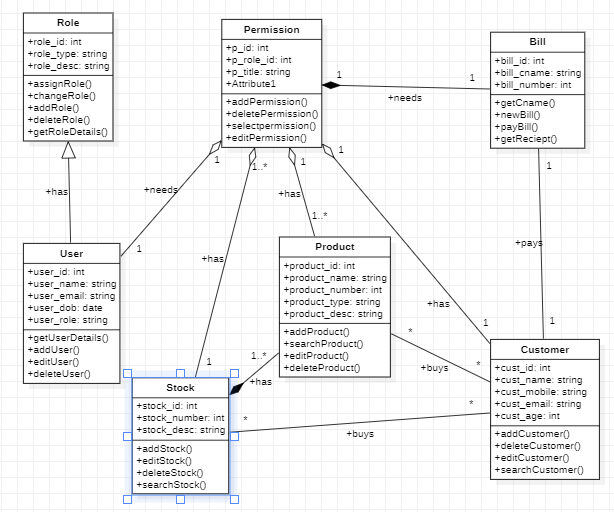 Role
+role_id: int
+role_type: string
+role_desc: string
+assignRole()
+changeRole()
+addRole()
+deleteRole()
+getRoleDetails()
Permission
+p_id: int
+p_role_id: int
+p_title: string
+Attribute1
+addPermission()
+deletePermission()
+selectpermission()
+editPermission()
Bill
+bill_id: int
+bill_cname: string
+bill_number: int
+getCname()
+newBill()
+payBill()
+getReciept()
1
1
+needs
1
1..*
1
1
1
+has
+needs
+has
1..*
1
+has
+pays
User
+user_id: int
+user_name: string
+user_email: string
+user_dob: date
+user_role: string
+getUserDetails()
+addUser()
+editUser()
+deleteUser()
Product
+product_id: int
+product_name: string
+product_number: int
+product_type: string
+product_desc: string
+addProduct()
+searchProduct()
+editProduct()
+deleteProduct()
+has
1
1
*
1..*
1
+has
+buys
*
Customer
+cust_id: int
+cust_name: string
+cust_mobile: string
+cust_email: string
+cust_age: int
+addCustomer()
+deleteCustomer()
+editCustomer()
+searchCustomer()
Stock
+stock_id: int
+stock_number: int
+stock_desc: string
+addStock()
+editStock()
+deleteStock()
+searchStock()
*
*
+buys